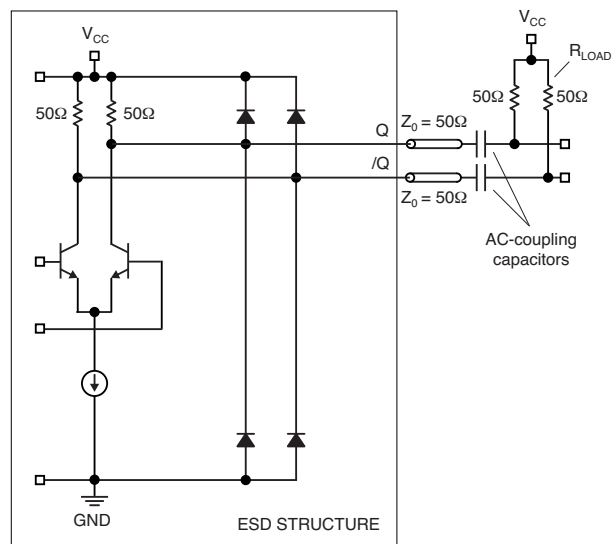 VCC
VCC
RLOAD
50Ω
50Ω
50Ω
50Ω
Q
Z0 = 50Ω
/Q
Z0 = 50Ω
AC-coupling
capacitors
GND
ESD STRUCTURE